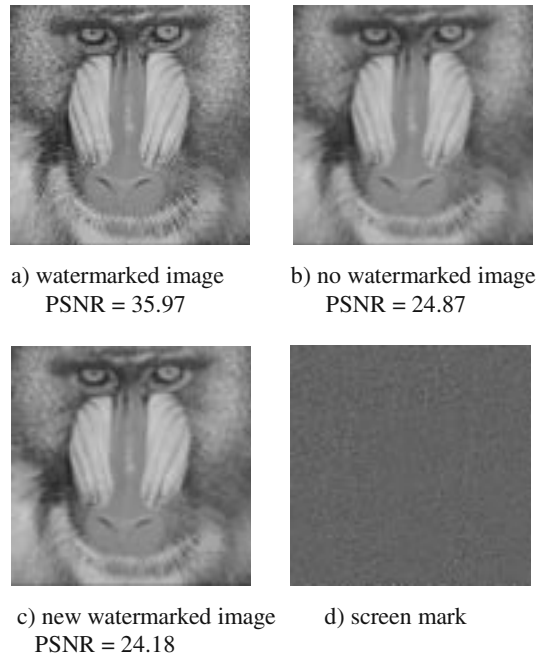 a) watermarked image
PSNR = 35.97
b) no watermarked image
PSNR = 24.87
c) new watermarked image
PSNR = 24.18
d) screen mark